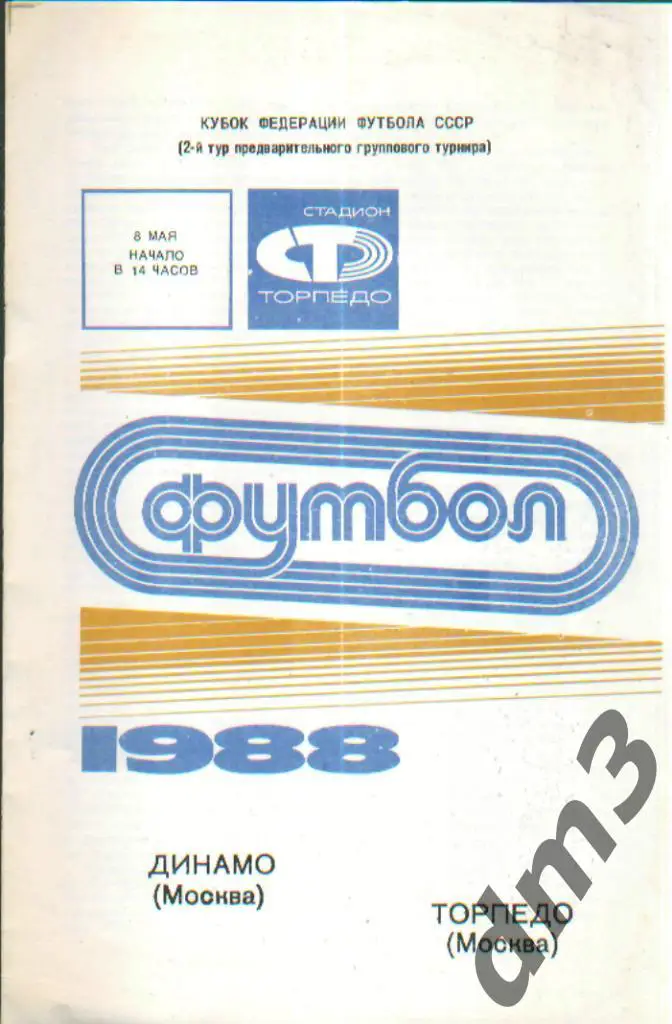 КУБОК ФЕДЕРАЦИИ ФУТБОЛА СССР
(2-й тур предварительного группового турнира)
8 МАЯ
НАЧАЛО
В 14 ЧАСОВ
СТАДИОН
СТ
ТОРПЕДО
футбол
1988
ДИНАМО
(Москва)
ТОРПЕДО
(Москва)
dm3